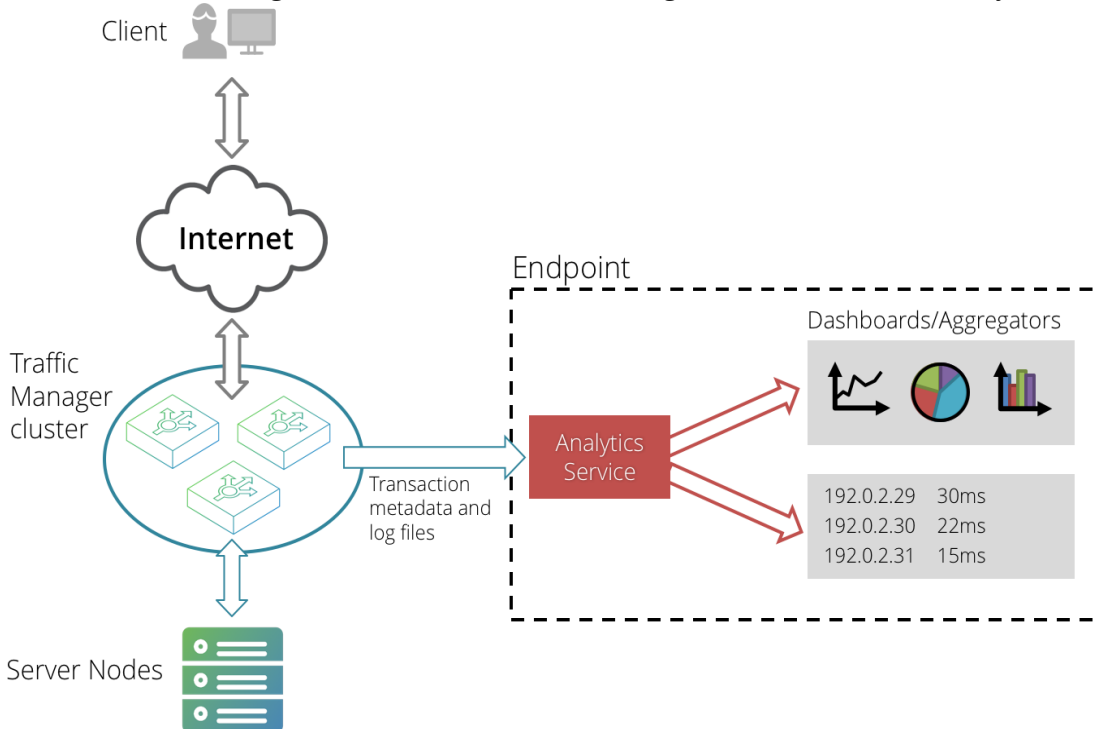 Client
Internet
Endpoint
Dashboards/Aggregators
Traffic
Manager
cluster
Analytics
Service
Transaction
metadata and
log files
192.0.2.29 30ms
192.0.2.30 22ms
192.0.2.31 15ms
Server Nodes